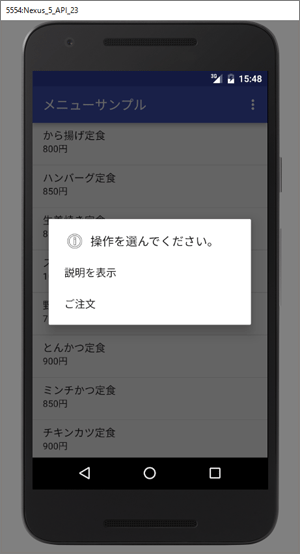 5554:Nexus_5_API_23
3G 15:48
メニューサンプル
から揚げ定食
800円
ハンバーグ定食
850円
操作を選んでください。
説明を表示
ご注文
とんかつ定食
900円
ミンチかつ定食
850円
チキンカツ定食
900円